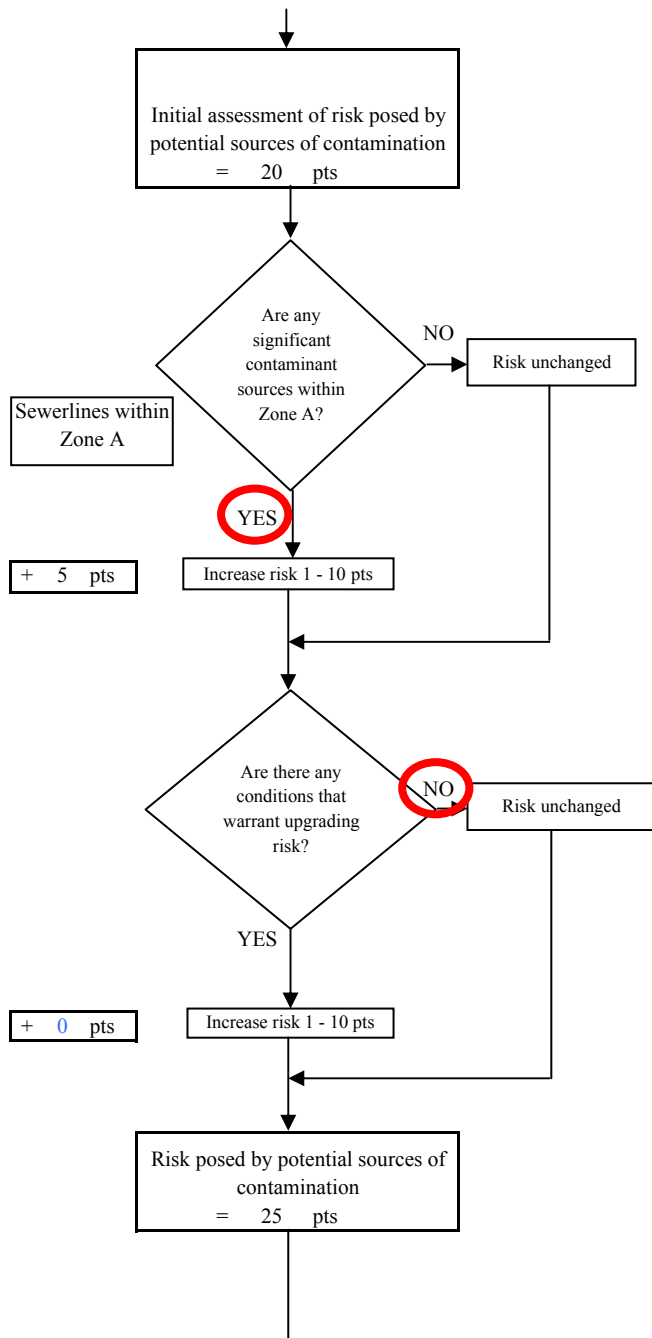 Initial assessment of risk posed by
potential sources of contamination
= 20 pts
Are any
significant
contaminant
sources within
Zone A?
NO
Risk unchanged
Sewerlines within
Zone A
YES
+ 5 pts
Increase risk 1 - 10 pts
Are there any
conditions that
warrant upgrading
risk?
NO
Risk unchanged
YES
+ 0 pts
Increase risk 1 - 10 pts
Risk posed by potential sources of
contamination
= 25 pts